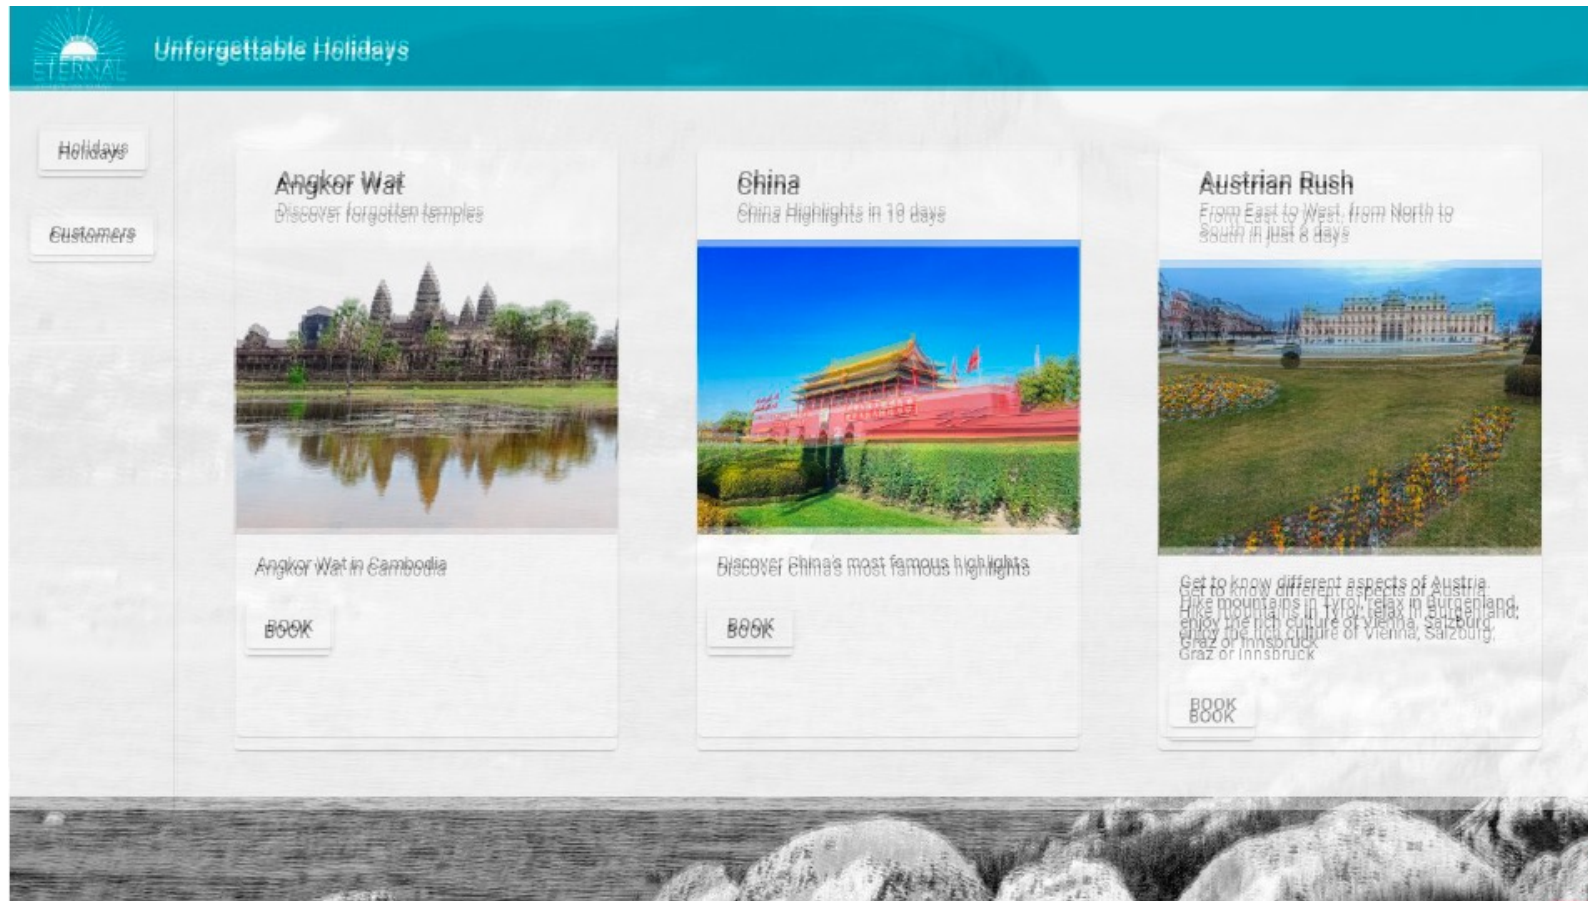 ETERNAL
Unforgettable Holidays
Holidays
Customers
Angkor Wat
Discover forgotten temples
Angkor Wat in Cambodia
BOOK
China
China Highlights in 10 days
Discover China's most famous highlights
BOOK
Austrian Rush
From East to West, from North to
South in just 6 days
Get to know different aspects of Austria.
Hike mountains in Tyrol, relax in Burgenland,
enjoy the rich culture of Vienna, Salzburg,
Graz or Innsbruck
BOOK